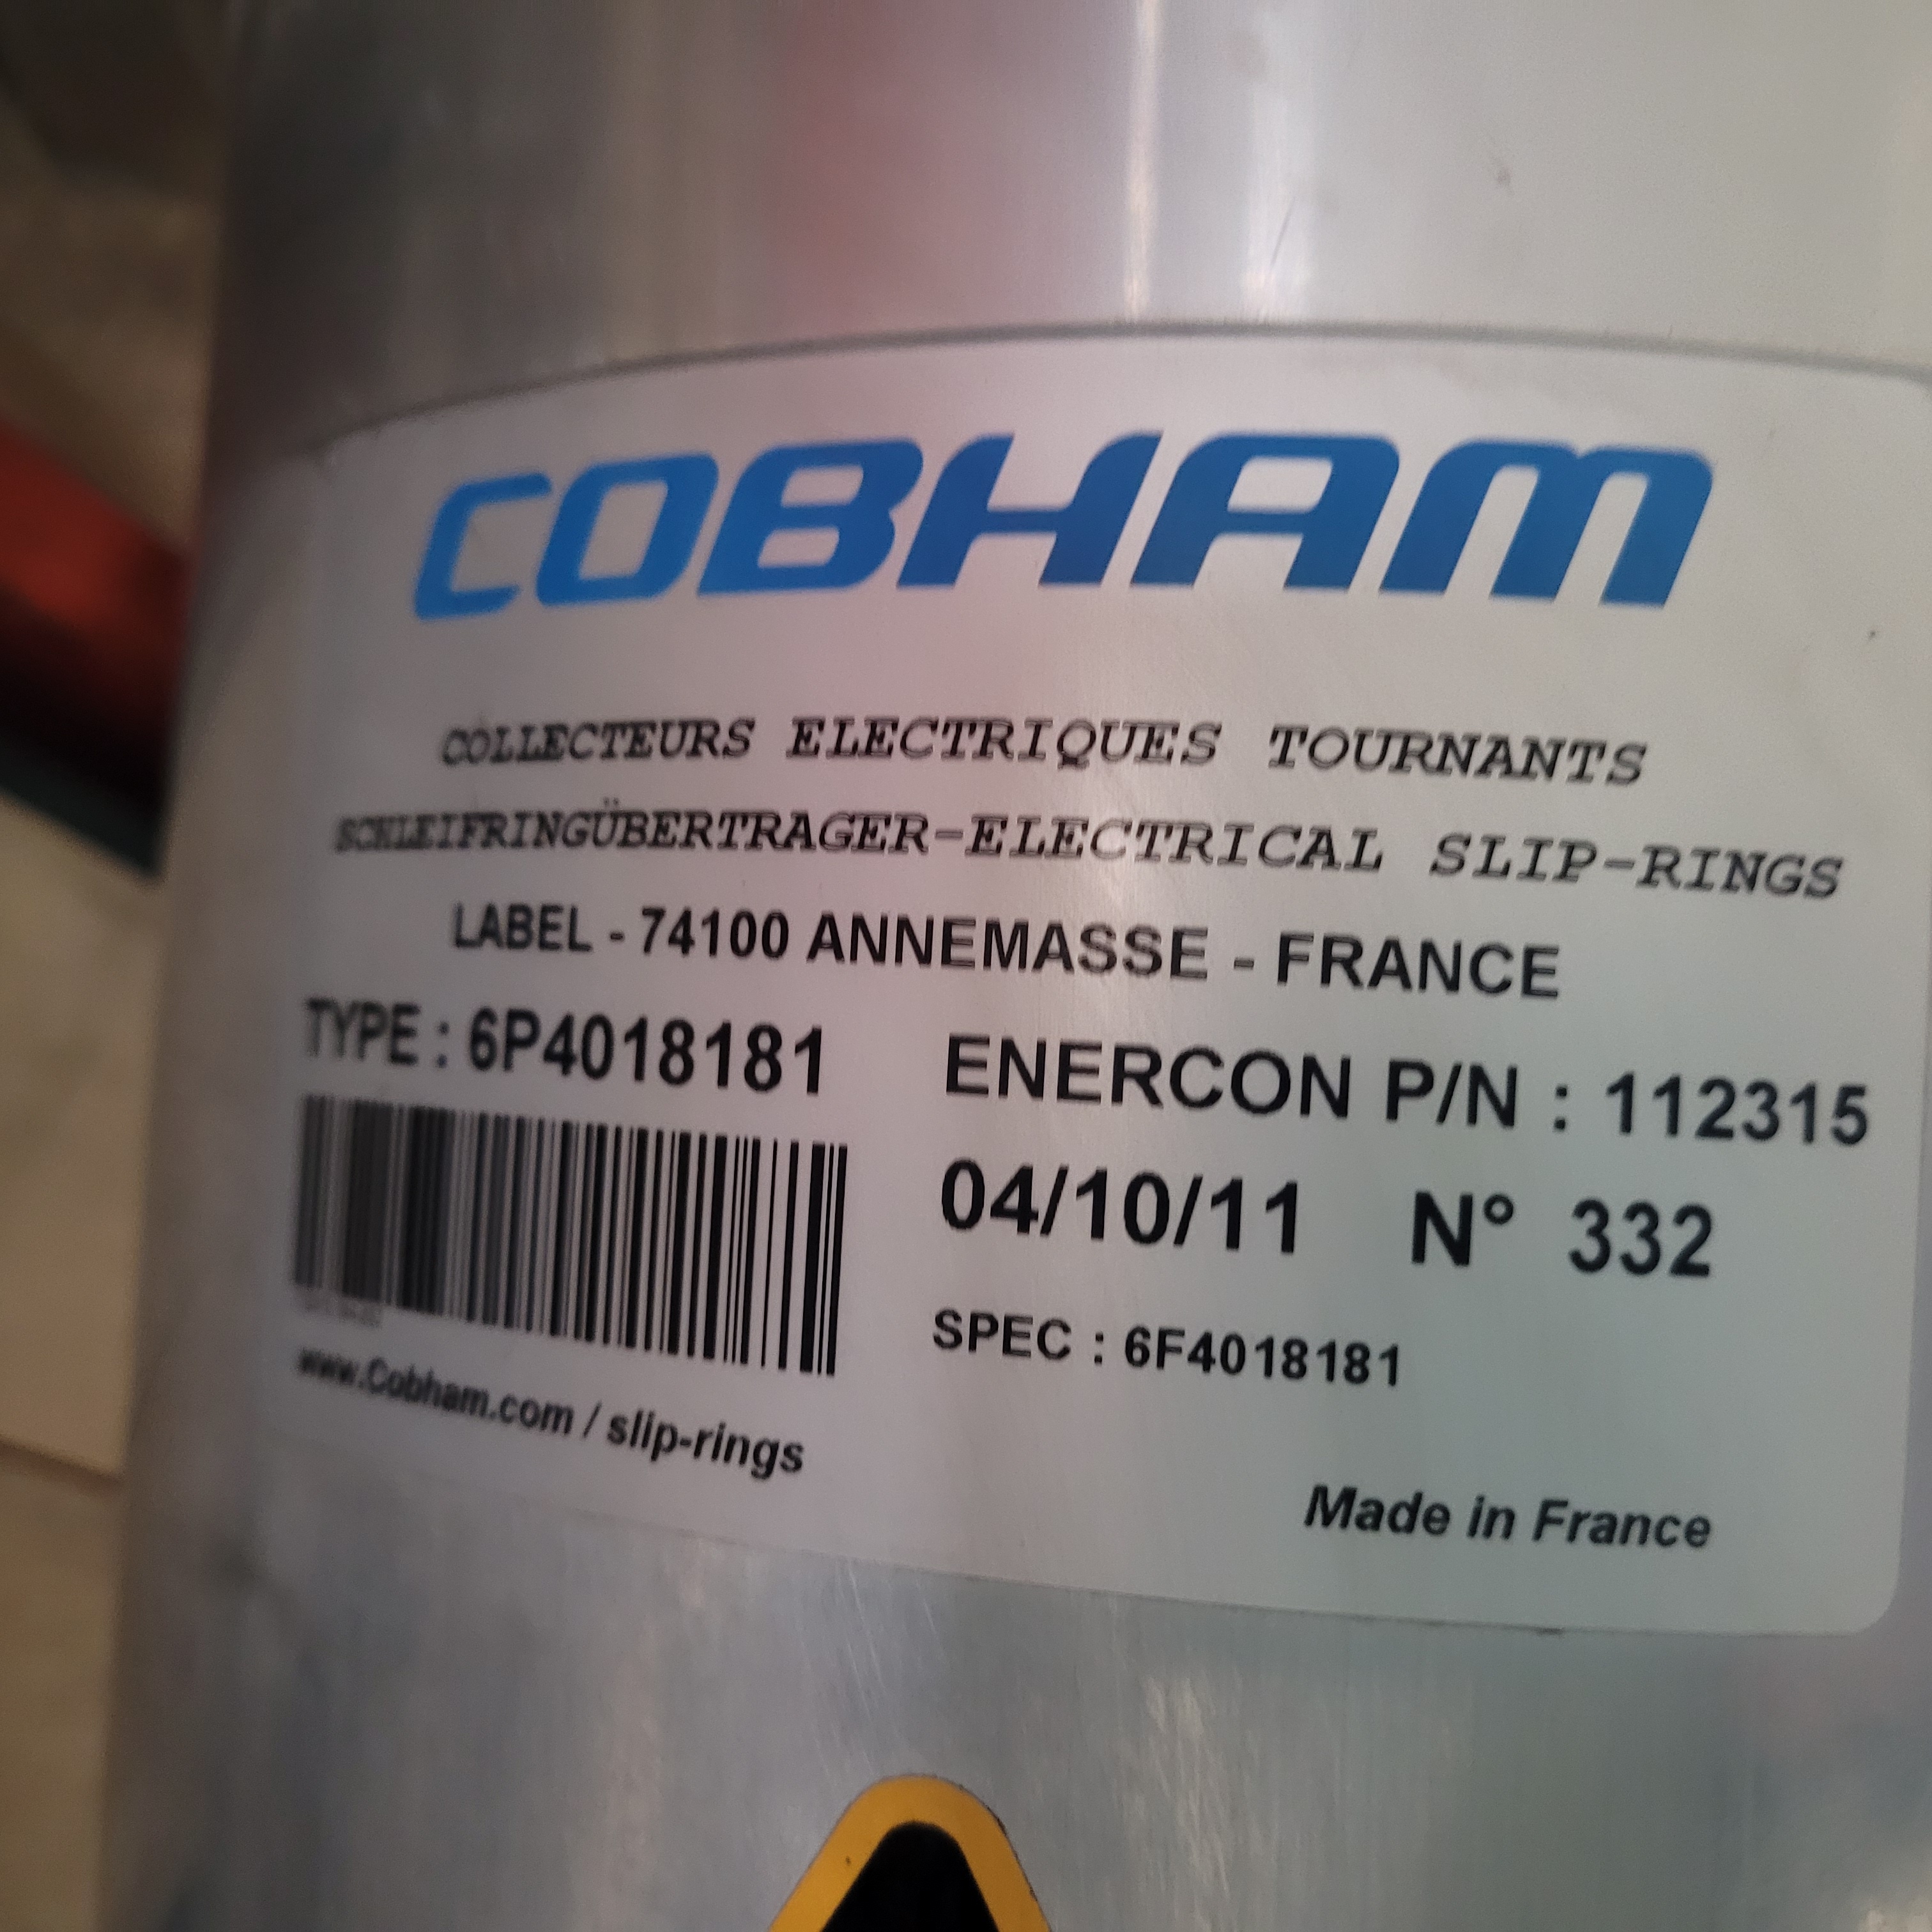 COBHAM
COLLECTEURS ELECTRIQUES TOURNANTS
SCHLEIFRINGÜBERTRAGER-ELECTRICAL SLIP-RINGS
LABEL - 74100 ANNEMASSE - FRANCE
TYPE : 6P4018181 ENERCON P/N : 112315
04/10/11 N° 332
SPEC : 6F4018181
www.Cobham.com / slip-rings
Made in France